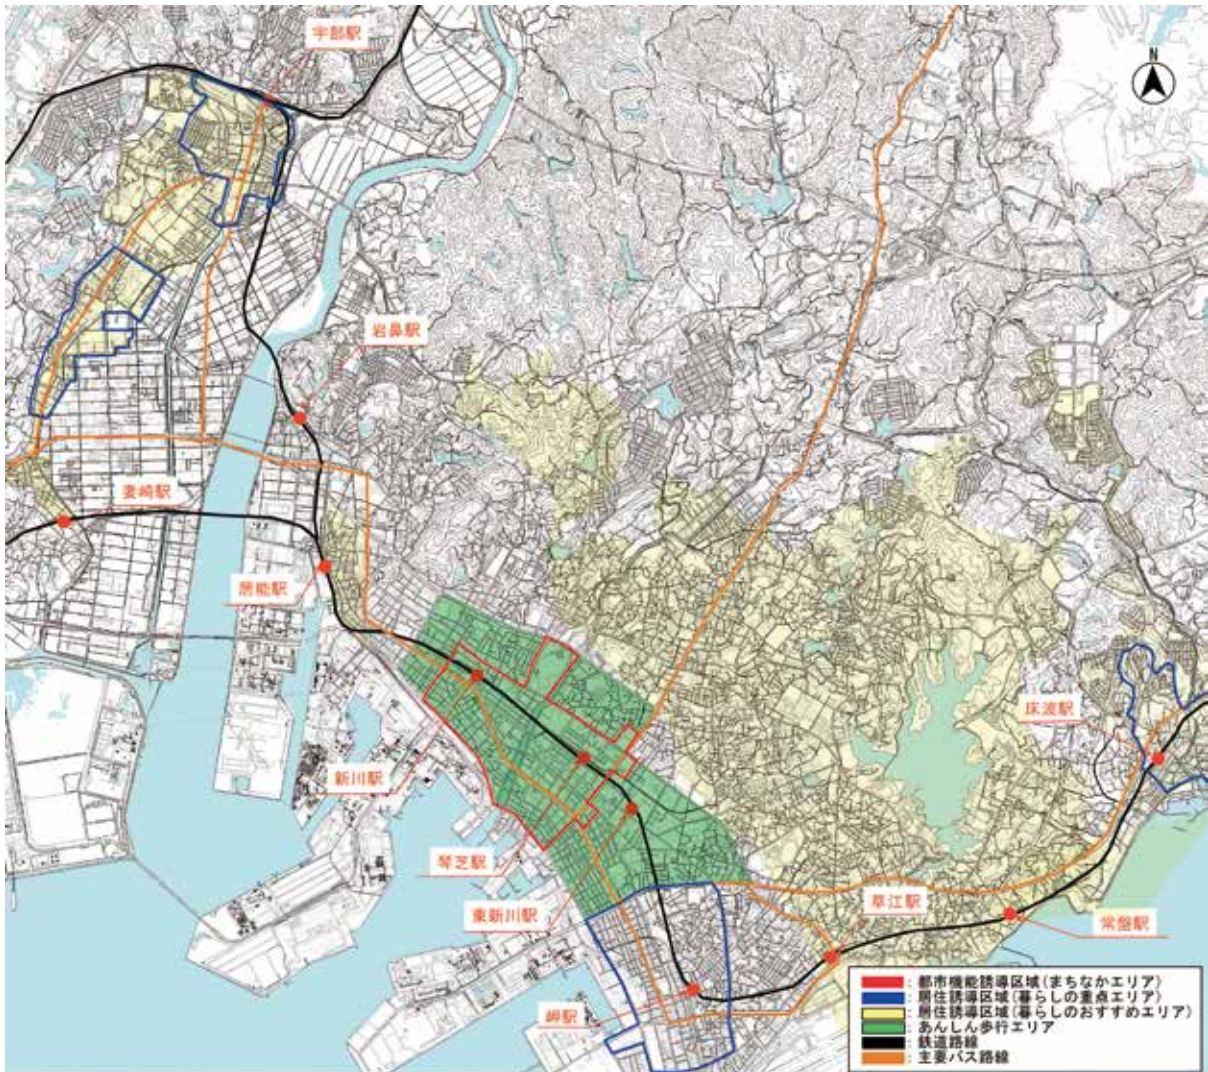 宇部駅
N
岩鼻駅
妻崎駅
居能駅
床波駅
新川駅
琴芝駅
東新川駅
草江駅
常盤駅
岬駅
：都市機能誘導区域(まちなかエリア)
：居住誘導区域(暮らしの重点エリア)
：居住誘導区域(暮らしのおすすめエリア)
：あんしん歩行エリア
：鉄道路線
：主要バス路線